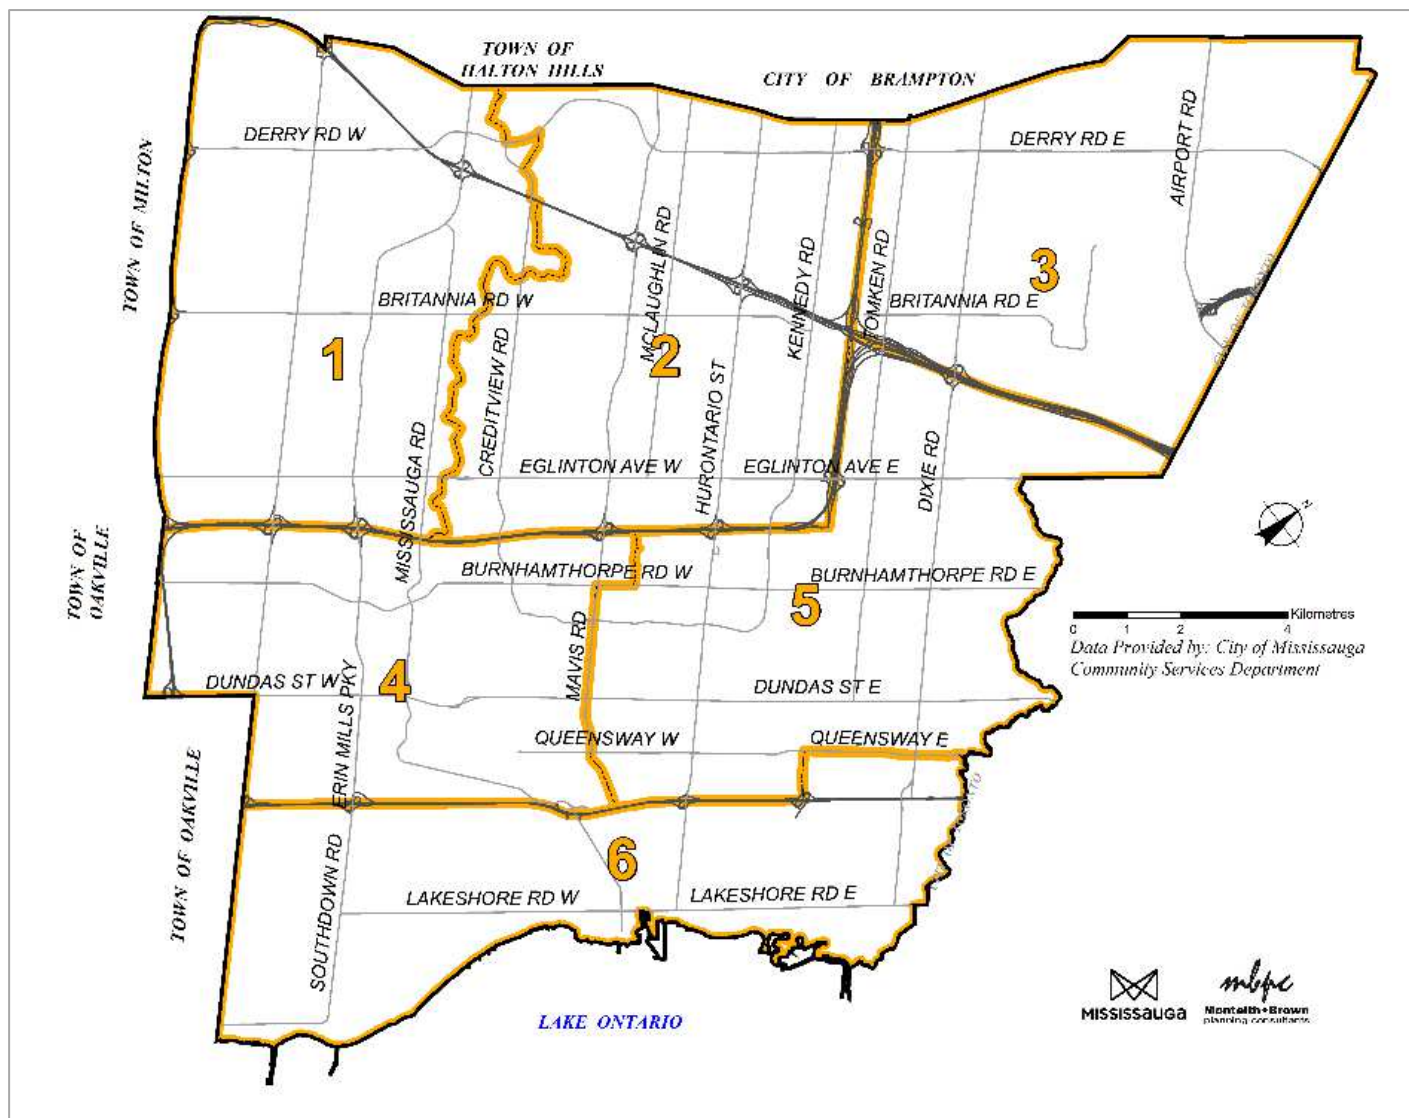 TOWN OF
HALTON HILLS
CITY OF BRAMPTON
DERRY RD W
DERRY RD E
AIRPORT RD
TOWN OF MILTON
MCLAUGHLIN RD
KENNEDY RD
TOMKEN RD
3
BRITANNIA RD W
BRITANNIA RD E
1
2
CREDITVIEW RD
MISSISSAUGA RD
HURONTARIO ST
EGLINTON AVE W
EGLINTON AVE E
DIXIE RD
N
TOWN OF
OAKVILLE
BURNHAMTHORPE RD W
BURNHAMTHORPE RD E
5
Kilometres
0 1 2 4
Data Provided by: City of Mississauga
Community Services Department
MAVIS RD
DUNDAS ST W
4
DUNDAS ST E
ERIN MILLS PKY
QUEENSWAY W
QUEENSWAY E
TOWN OF OAKVILLE
6
SOUTHDOWN RD
LAKESHORE RD W
LAKESHORE RD E
LAKE ONTARIO
MISSISSAUGA
mbpc
Monteith+Brown
planning consultants